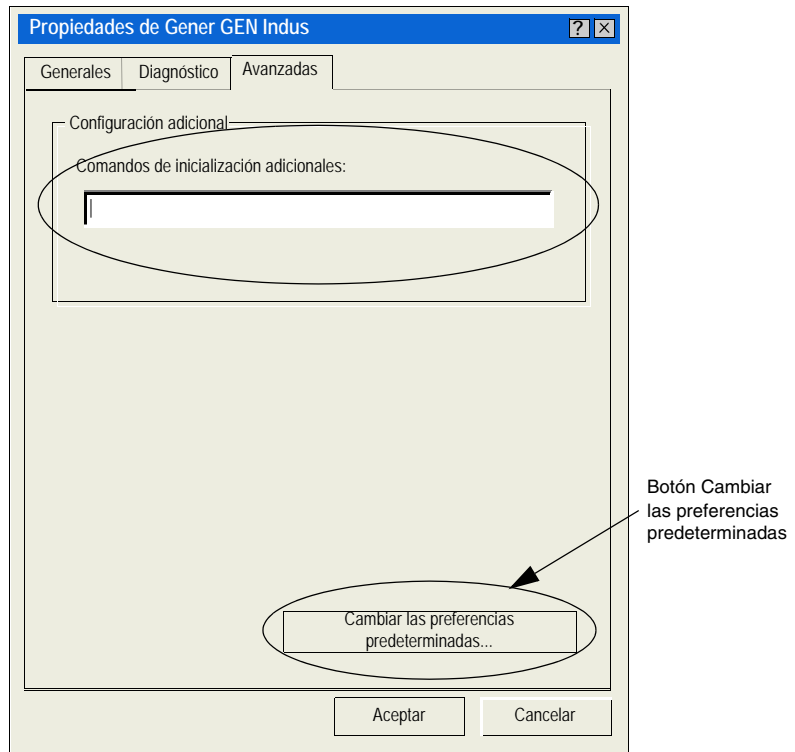 Propiedades de Gener GEN Indus
Generales
Diagnóstico
Avanzadas
Configuración adicional
Comandos de inicialización adicionales:
Botón Cambiar
las preferencias
predeterminadas
Cambiar las preferencias
predeterminadas...
Aceptar
Cancelar